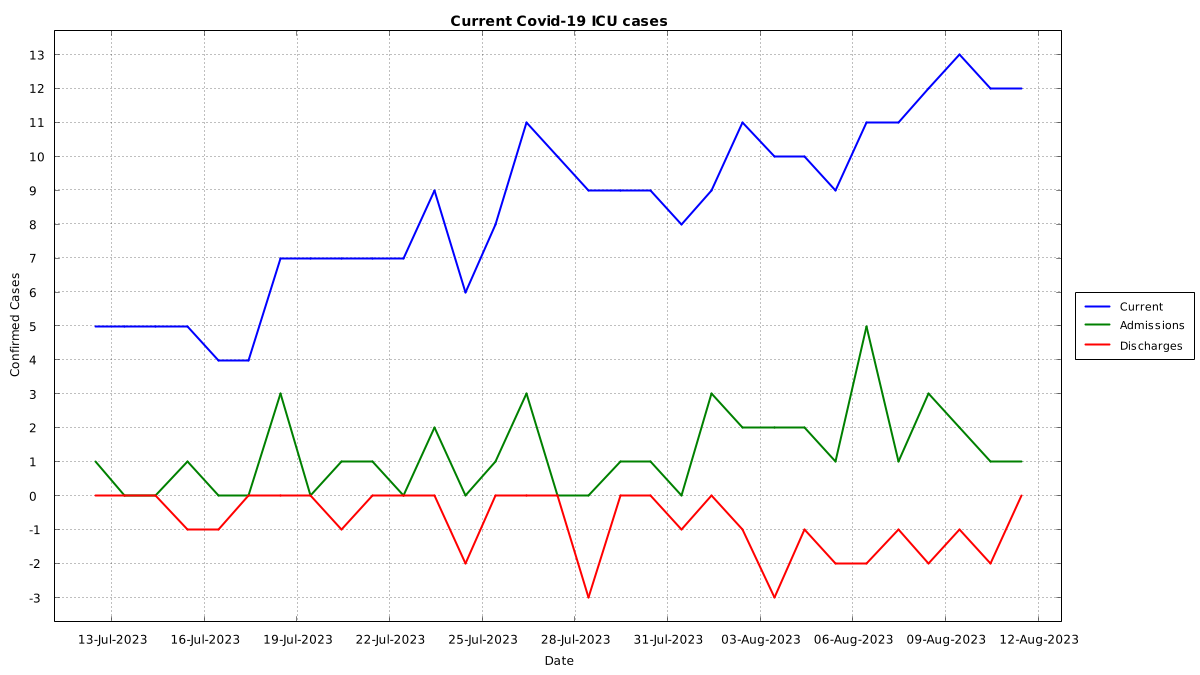 Current Covid-19 ICU cases
13
12
11
10
9
8
7
6
5
4
3
2
1
0
-1
-2
-3
Confirmed Cases
13-Jul-2023 16-Jul-2023 19-Jul-2023 22-Jul-2023 25-Jul-2023 28-Jul-2023 31-Jul-2023 03-Aug-2023 06-Aug-2023 09-Aug-2023 12-Aug-2023
Date
Current
Admissions
Discharges